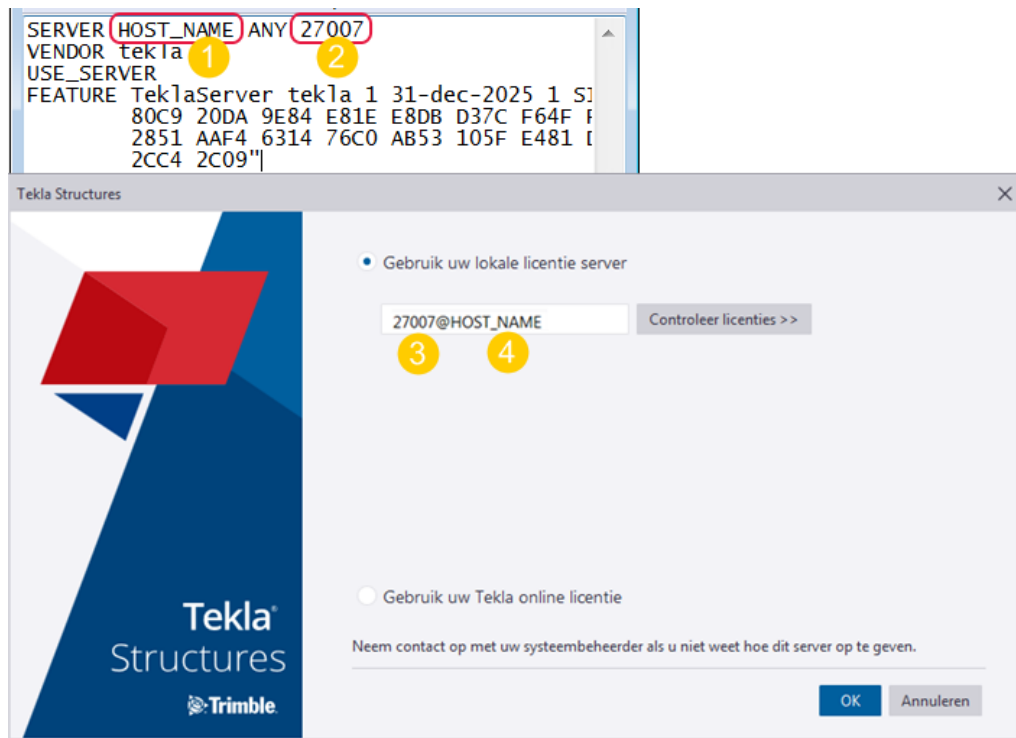 SERVER HOST_NAME ANY 27007
VENDOR tekla
1
2
USE_SERVER
FEATURE TeklaServer tekla 1 31-dec-2025 1
80C9 20DA 9E84 E81E E8DB D37C F64F
2851 AAF4 6314 76C0 AB53 105F E481
2CC4 2C09"
Tekla Structures
Gebruik uw lokale licentie server
27007@HOST_NAME
Controleer licenties >>
3
4
Gebruik uw Tekla online licentie
Neem contact op met uw systeembeheerder als u niet weet hoe dit server op te geven.
Tekla®
Structures
Trimble.
OK
Annuleren